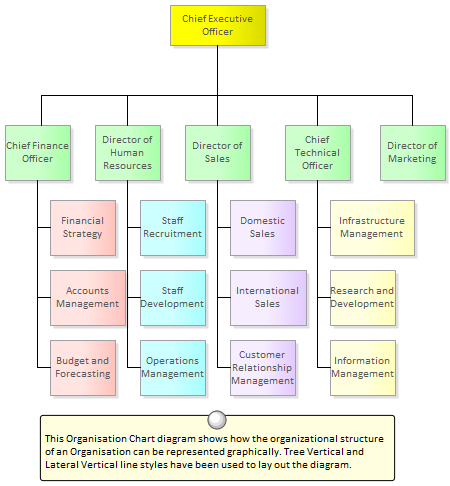 Chief Executive
Officer
Chief Finance
Officer
Director of
Human
Resources
Director of
Sales
Chief
Technical
Officer
Director of
Marketing
Financial
Strategy
Staff
Recruitment
Domestic
Sales
Infrastructure
Management
Accounts
Management
Staff
Development
International
Sales
Research and
Development
Budget and
Forecasting
Operations
Management
Customer
Relationship
Management
Information
Management
This Organisation Chart diagram shows how the organizational structure
of an Organisation can be represented graphically. Tree Vertical and
Lateral Vertical line styles have been used to lay out the diagram.